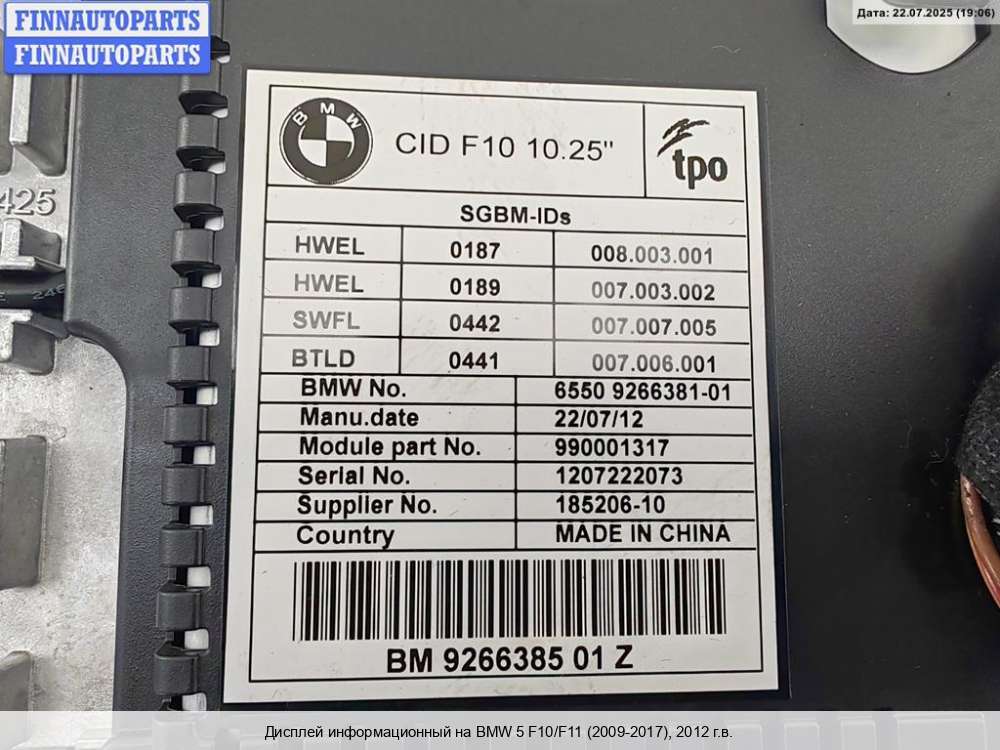 FINNAUTOPARTS
FINNAUTOPARTS
Дата: 22.07.2025 (19:06)
BMW
CID F10 10.25"
tpo
SGBM-IDs
HWEL 0187 008.003.001
HWEL 0189 007.003.002
SWFL 0442 007.007.005
BTLD 0441 007.006.001
BMW No. 6550 9266381-01
Manu.date 22/07/12
Module part No. 990001317
Serial No. 1207222073
Supplier No. 185206-10
Country MADE IN CHINA
BM 9266385 01 Z
425
Дисплей информационный на BMW 5 F10/F11 (2009-2017), 2012 г.в.